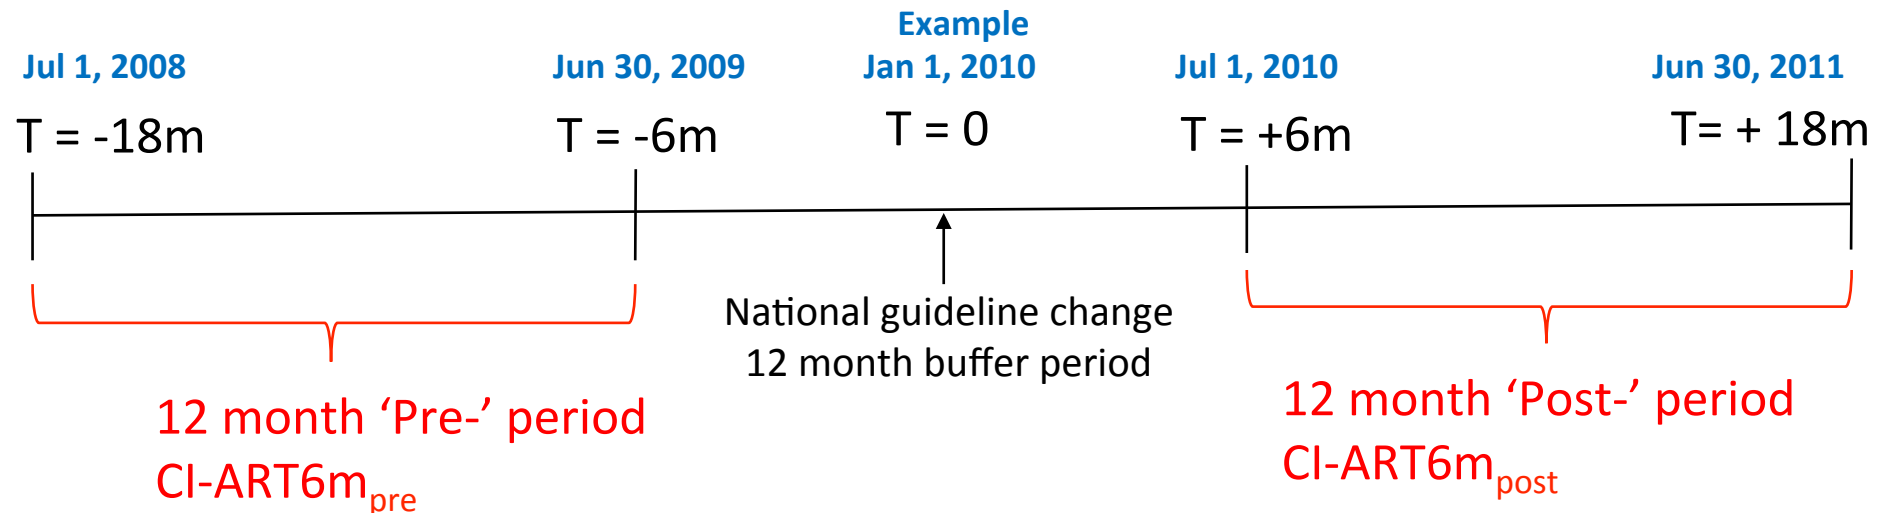 Example
Jul 1, 2008 Jun 30, 2009 Jan 1, 2010 Jul 1, 2010 Jun 30, 2011
T = -18m T = -6m T = 0 T = +6m T= + 18m
National guideline change
12 month buffer period
12 month ‘Pre-’ period
CI-ART6mpre
12 month ‘Post-’ period
CI-ART6mpost